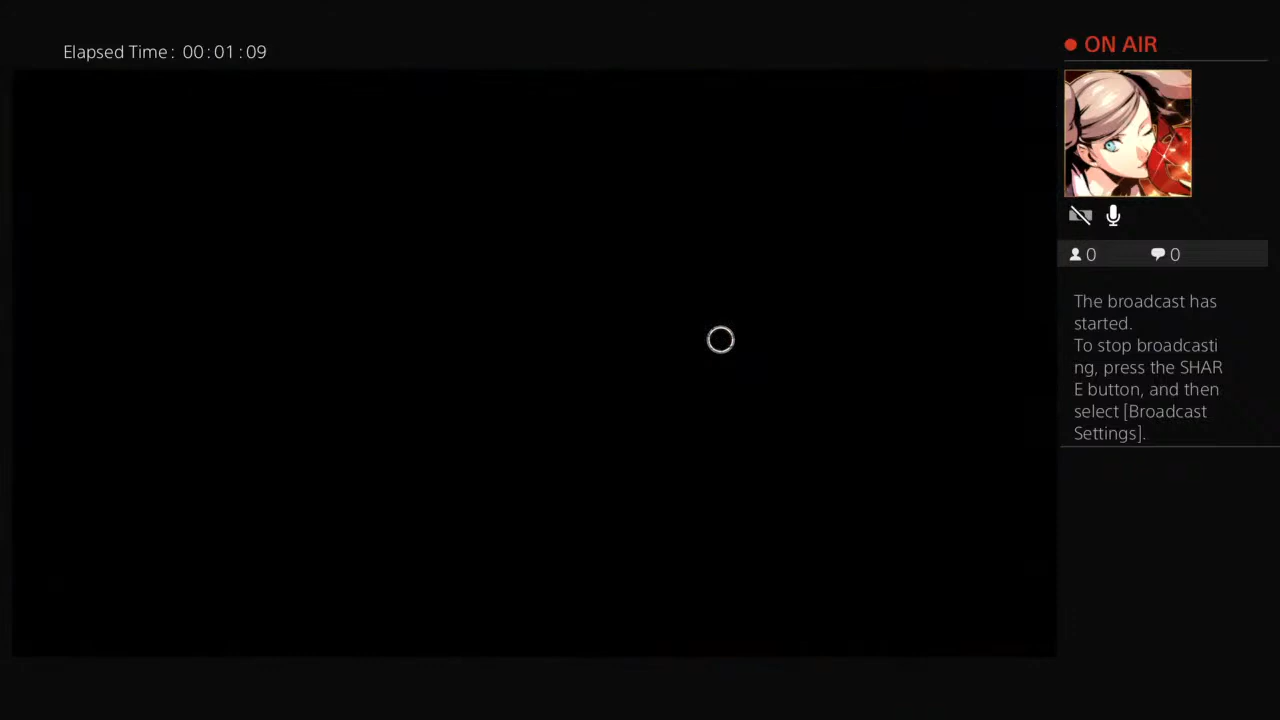 Elapsed Time: 00:01:09
ON AIR
0 0
The broadcast has
started.
To stop broadcasti
ng, press the SHAR
E button, and then
select [Broadcast
Settings].